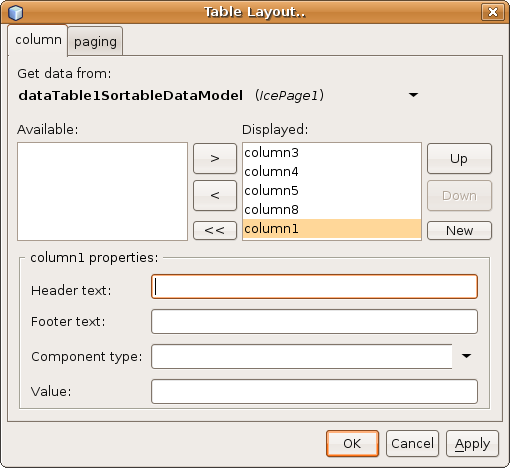 Table Layout..
column paging
Get data from:
dataTable1SortableDataModel (IcePage1)
Available: Displayed:
column3
column4
column5
column8
column1
>
<
<<
Up
Down
New
column1 properties:
Header text:
Footer text:
Component type:
Value:
OK Cancel Apply